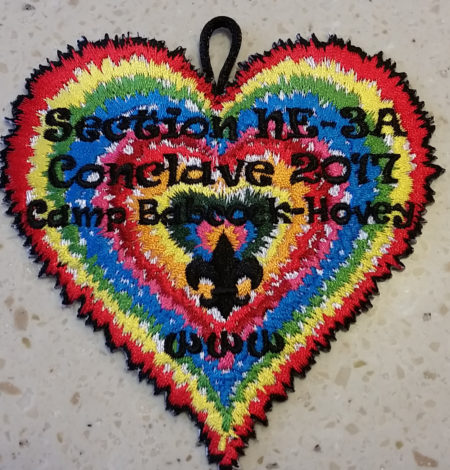 Section NE-3A
Conclave 2017
Camp Babcock-Hovey
www